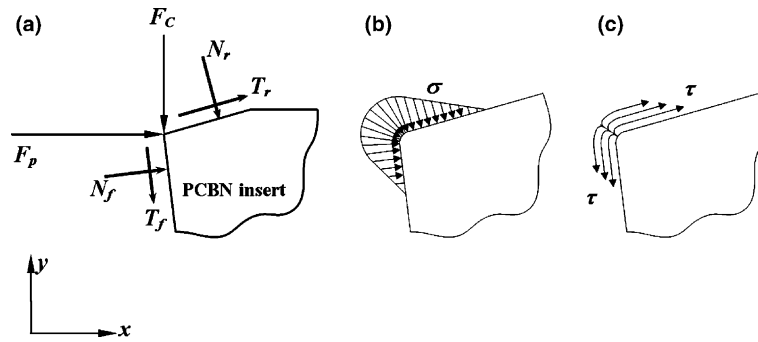 (a)
F_C
N_r
T_r
F_p
N_f
T_f
PCBN insert
y
x
(b)
σ
(c)
τ
τ